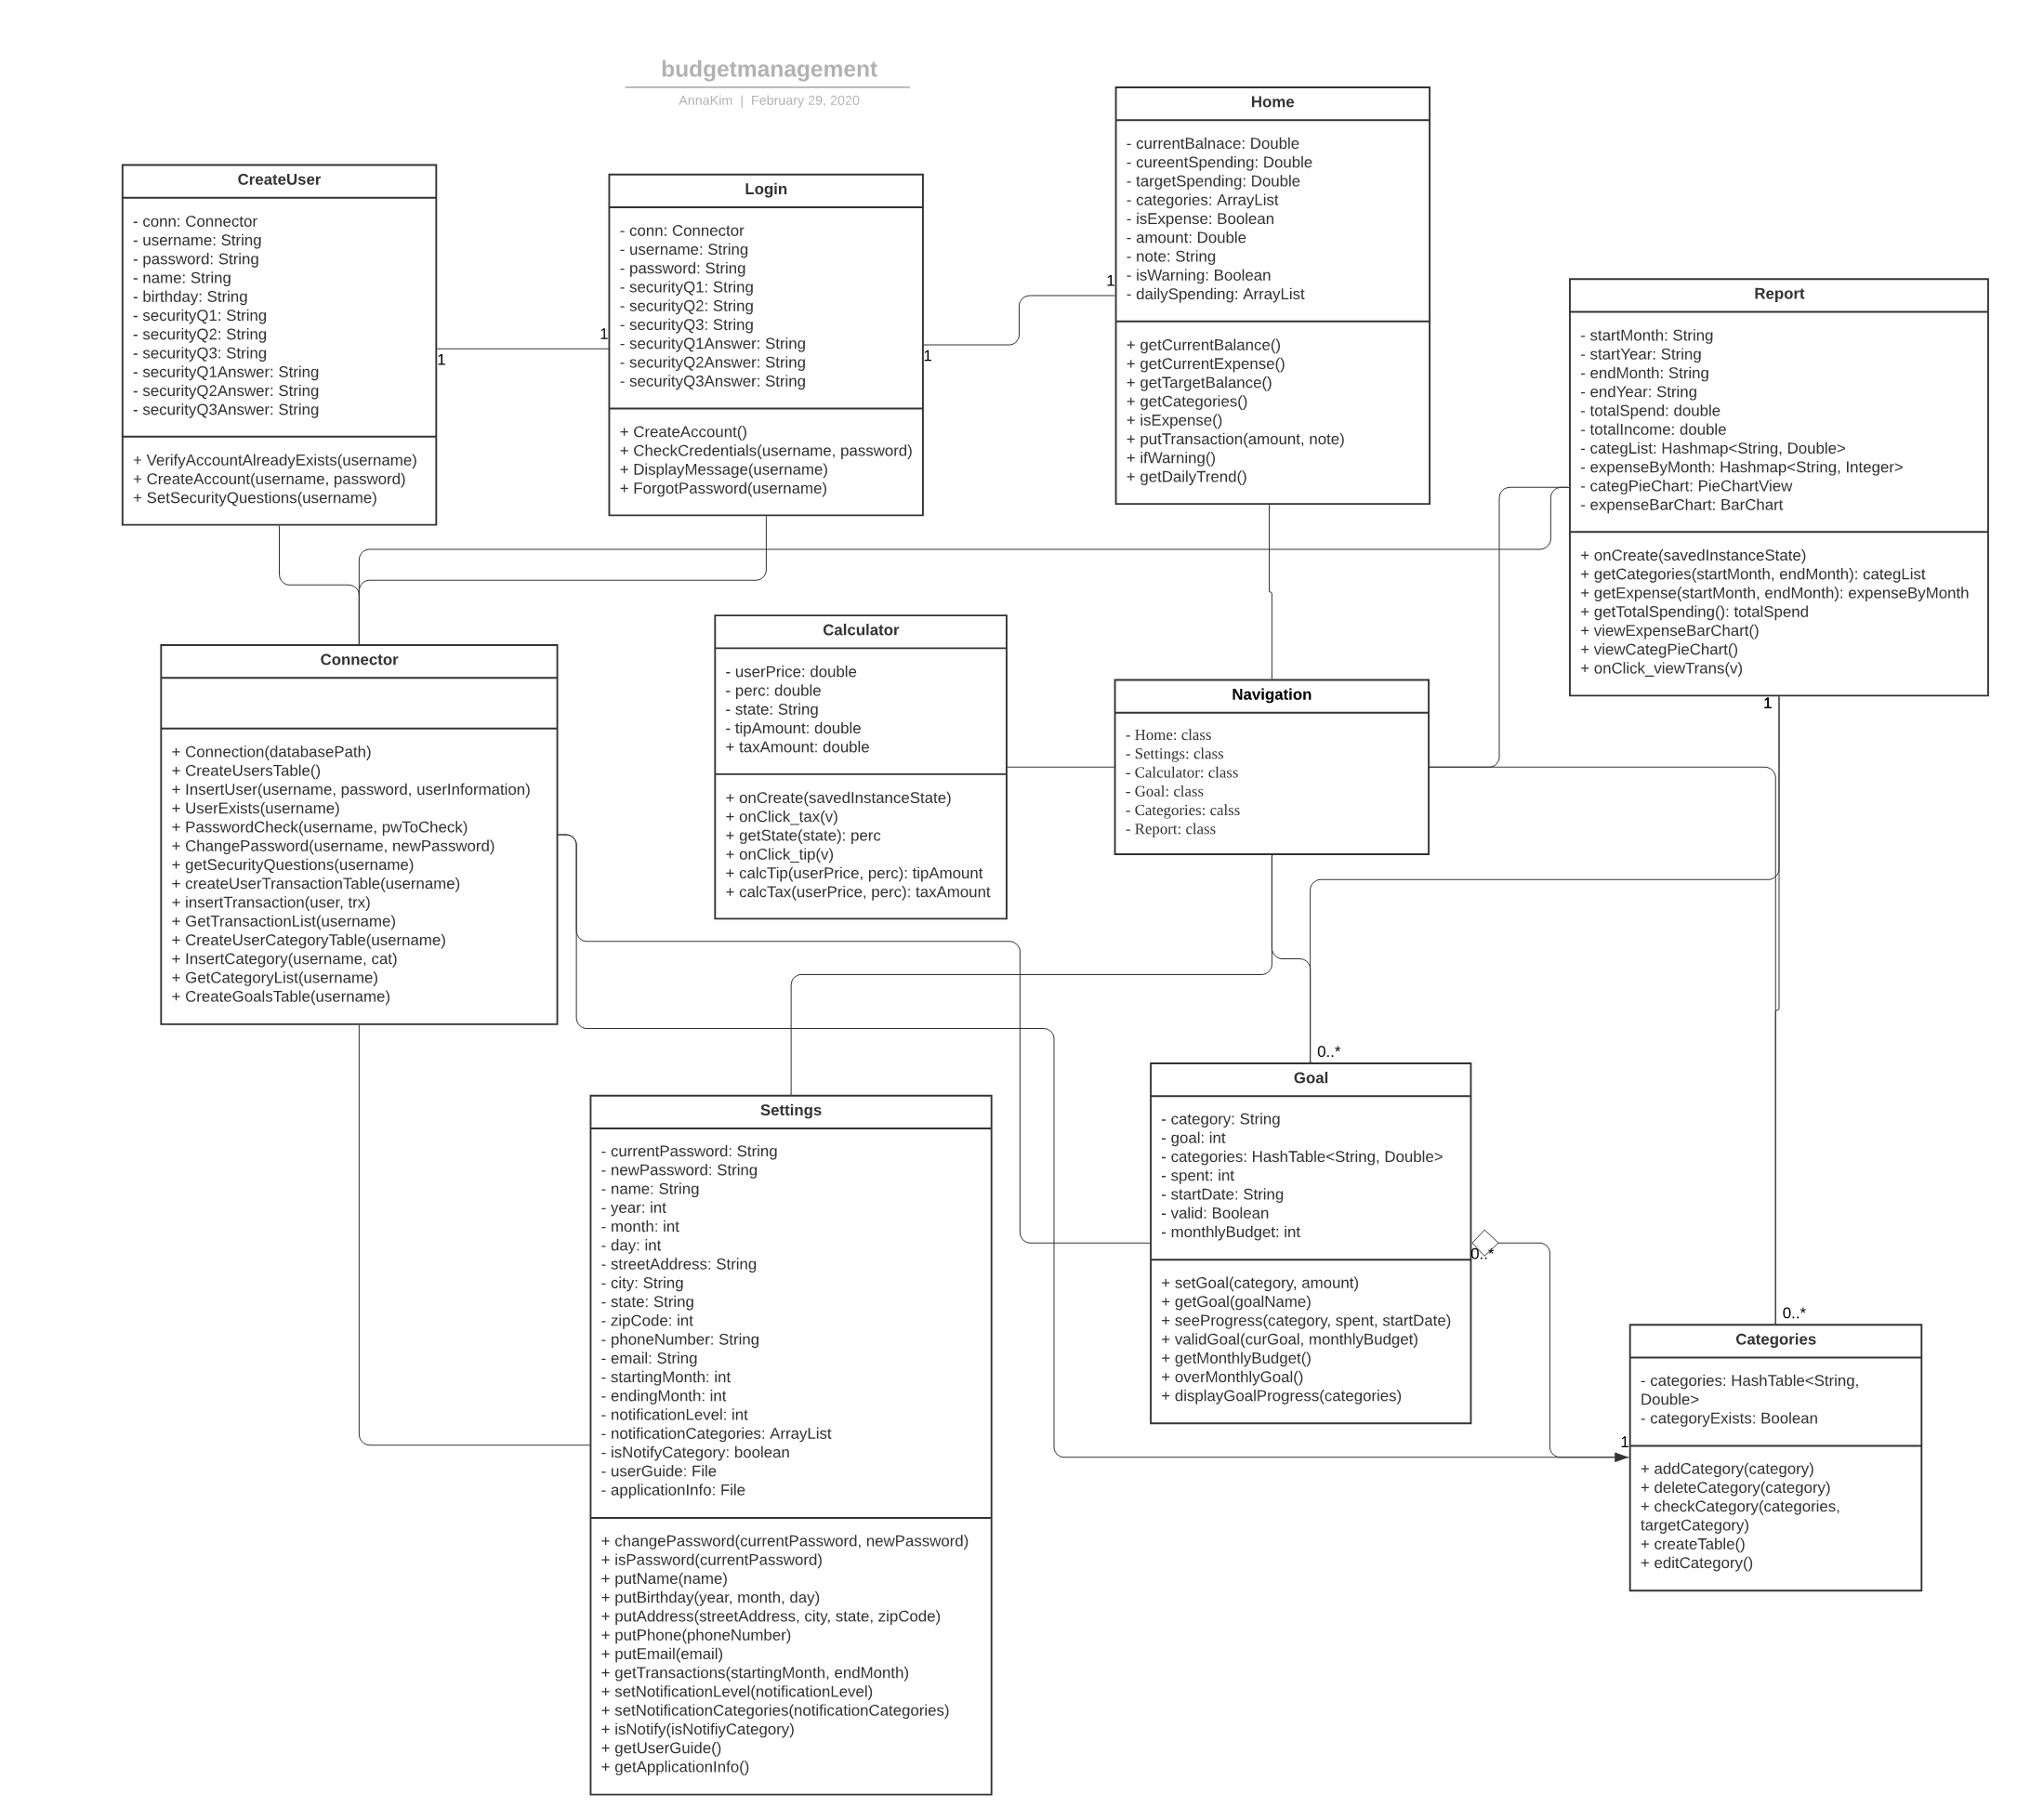 budgetmanagement
AnnaKim | February 29, 2020
CreateUser
- conn: Connector
- username: String
- password: String
- name: String
- birthday: String
- securityQ1: String
- securityQ2: String
- securityQ3: String
- securityQ1Answer: String
- securityQ2Answer: String
- securityQ3Answer: String
+ VerifyAccountAlreadyExists(username)
+ CreateAccount(username, password)
+ SetSecurityQuestions(username)
1
1
Login
- conn: Connector
- username: String
- password: String
- securityQ1: String
- securityQ2: String
- securityQ3: String
- securityQ1Answer: String
- securityQ2Answer: String
- securityQ3Answer: String
+ CreateAccount()
+ CheckCredentials(username, password)
+ DisplayMessage(username)
+ ForgotPassword(username)
1
1
Home
- currentBalnace: Double
- cureentSpending: Double
- targetSpending: Double
- categories: ArrayList
- isExpense: Boolean
- amount: Double
- note: String
- isWarning: Boolean
- dailySpending: ArrayList
+ getCurrentBalance()
+ getCurrentExpense()
+ getTargetBalance()
+ getCategories()
+ isExpense()
+ putTransaction(amount, note)
+ ifWarning()
+ getDailyTrend()
Report
- startMonth: String
- startYear: String
- endMonth: String
- endYear: String
- totalSpend: double
- totalIncome: double
- categList: Hashmap<String, Double>
- expenseByMonth: Hashmap<String, Integer>
- categPieChart: PieChartView
- expenseBarChart: BarChart
+ onCreate(savedInstanceState)
+ getCategories(startMonth, endMonth): categList
+ getExpense(startMonth, endMonth): expenseByMonth
+ getTotalSpending(): totalSpend
+ viewExpenseBarChart()
+ viewCategPieChart()
+ onClick_viewTrans(v)
1
Connector
+ Connection(databasePath)
+ CreateUsersTable()
+ InsertUser(username, password, userInformation)
+ UserExists(username)
+ PasswordCheck(username, pwToCheck)
+ ChangePassword(username, newPassword)
+ getSecurityQuestions(username)
+ createUserTransactionTable(username)
+ insertTransaction(user, trx)
+ GetTransactionList(username)
+ CreateUserCategoryTable(username)
+ InsertCategory(username, cat)
+ GetCategoryList(username)
+ CreateGoalsTable(username)
Calculator
- userPrice: double
- perc: double
- state: String
- tipAmount: double
+ taxAmount: double
+ onCreate(savedInstanceState)
+ onClick_tax(v)
+ getState(state): perc
+ onClick_tip(v)
+ calcTip(userPrice, perc): tipAmount
+ calcTax(userPrice, perc): taxAmount
Navigation
- Home: class
- Settings: class
- Calculator: class
- Goal: class
- Categories: calss
- Report: class
Settings
- currentPassword: String
- newPassword: String
- name: String
- year: int
- month: int
- day: int
- streetAddress: String
- city: String
- state: String
- zipCode: int
- phoneNumber: String
- email: String
- startingMonth: int
- endingMonth: int
- notificationLevel: int
- notificationCategories: ArrayList
- isNotifyCategory: boolean
- userGuide: File
- applicationInfo: File
+ changePassword(currentPassword, newPassword)
+ isPassword(currentPassword)
+ putName(name)
+ putBirthday(year, month, day)
+ putAddress(streetAddress, city, state, zipCode)
+ putPhone(phoneNumber)
+ putEmail(email)
+ getTransactions(startingMonth, endMonth)
+ setNotificationLevel(notificationLevel)
+ setNotificationCategories(notificationCategories)
+ isNotify(isNotifiyCategory)
+ getUserGuide()
+ getApplicationInfo()
0..*
Goal
- category: String
- goal: int
- categories: HashTable<String, Double>
- spent: int
- startDate: String
- valid: Boolean
- monthlyBudget: int
+ setGoal(category, amount)
+ getGoal(goalName)
+ seeProgress(category, spent, startDate)
+ validGoal(curGoal, monthlyBudget)
+ getMonthlyBudget()
+ overMonthlyGoal()
+ displayGoalProgress(categories)
0..*
0..*
1
Categories
- categories: HashTable<String,
Double>
- categoryExists: Boolean
+ addCategory(category)
+ deleteCategory(category)
+ checkCategory(categories,
targetCategory)
+ createTable()
+ editCategory()